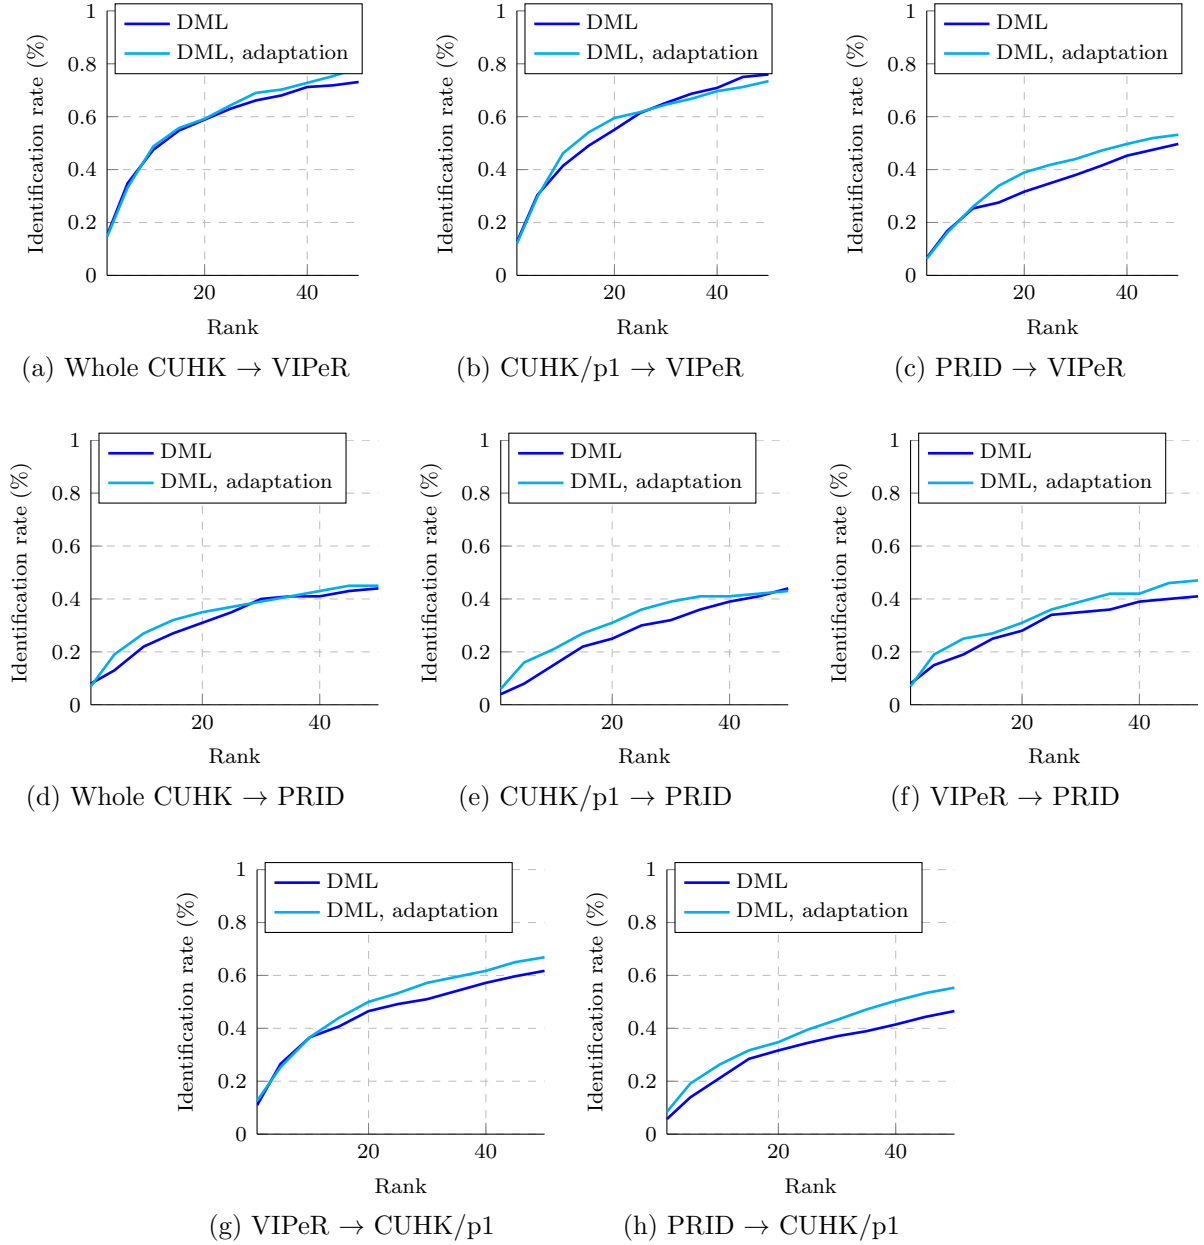 1
0.8
0.6
0.4
0.2
0
Identification rate (%)
DML
DML, adaptation
20
40
Rank
(a) Whole CUHK → VIPeR
1
0.8
0.6
0.4
0.2
0
Identification rate (%)
DML
DML, adaptation
20
40
Rank
(b) CUHK/p1 → VIPeR
1
0.8
0.6
0.4
0.2
0
Identification rate (%)
DML
DML, adaptation
20
40
Rank
(c) PRID → VIPeR
1
0.8
0.6
0.4
0.2
0
Identification rate (%)
DML
DML, adaptation
20
40
Rank
(d) Whole CUHK → PRID
1
0.8
0.6
0.4
0.2
0
Identification rate (%)
DML
DML, adaptation
20
40
Rank
(e) CUHK/p1 → PRID
1
0.8
0.6
0.4
0.2
0
Identification rate (%)
DML
DML, adaptation
20
40
Rank
(f) VIPeR → PRID
1
0.8
0.6
0.4
0.2
0
Identification rate (%)
DML
DML, adaptation
20
40
Rank
(g) VIPeR → CUHK/p1
1
0.8
0.6
0.4
0.2
0
Identification rate (%)
DML
DML, adaptation
20
40
Rank
(h) PRID → CUHK/p1